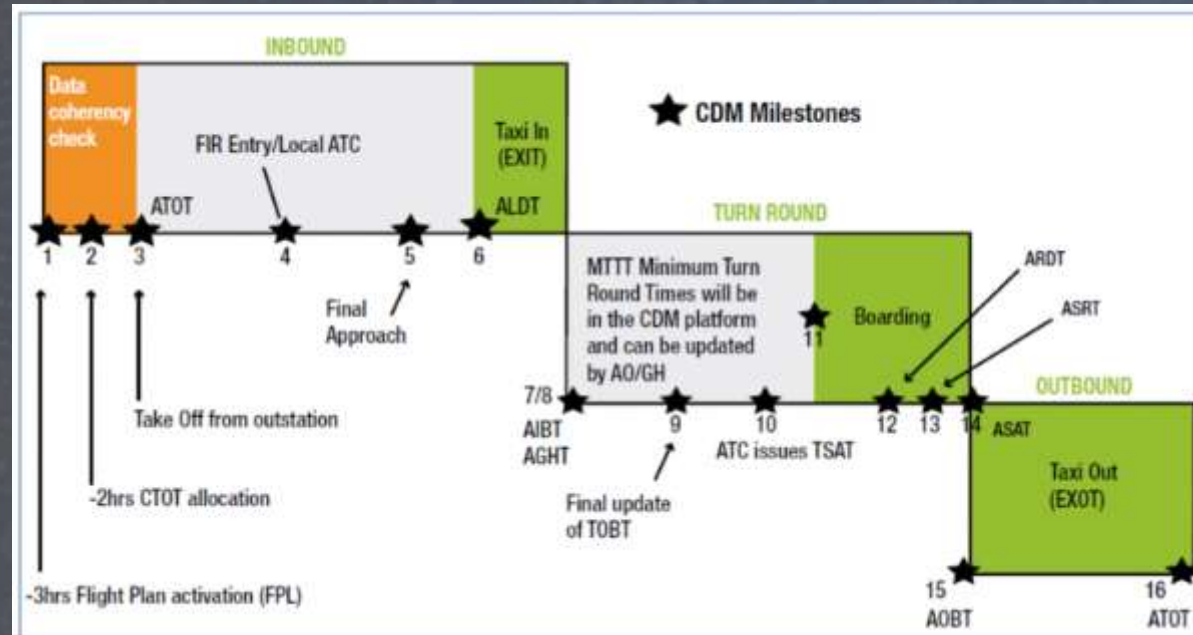 INBOUND
Data
coherency
check
Taxi In
(EXIT)
CDM Milestones
FIR Entry/Local ATC
ATOT
ALDT
1
2
3
4
5
6
TURN ROUND
Final
Approach
MTTT Minimum Turn
Round Times will be
in the CDM platform
and can be updated
by AO/GH
11
Boarding
ARDT
ASRT
Take Off from outstation
7/8
AIBT
AGHT
9
10
12
13
14
ATC issues TSAT
ASAT
OUTBOUND
-2hrs CTOT allocation
Final update
of TOBT
Taxi Out
(EXOT)
-3hrs Flight Plan activation (FPL)
15
AOBT
16
ATOT